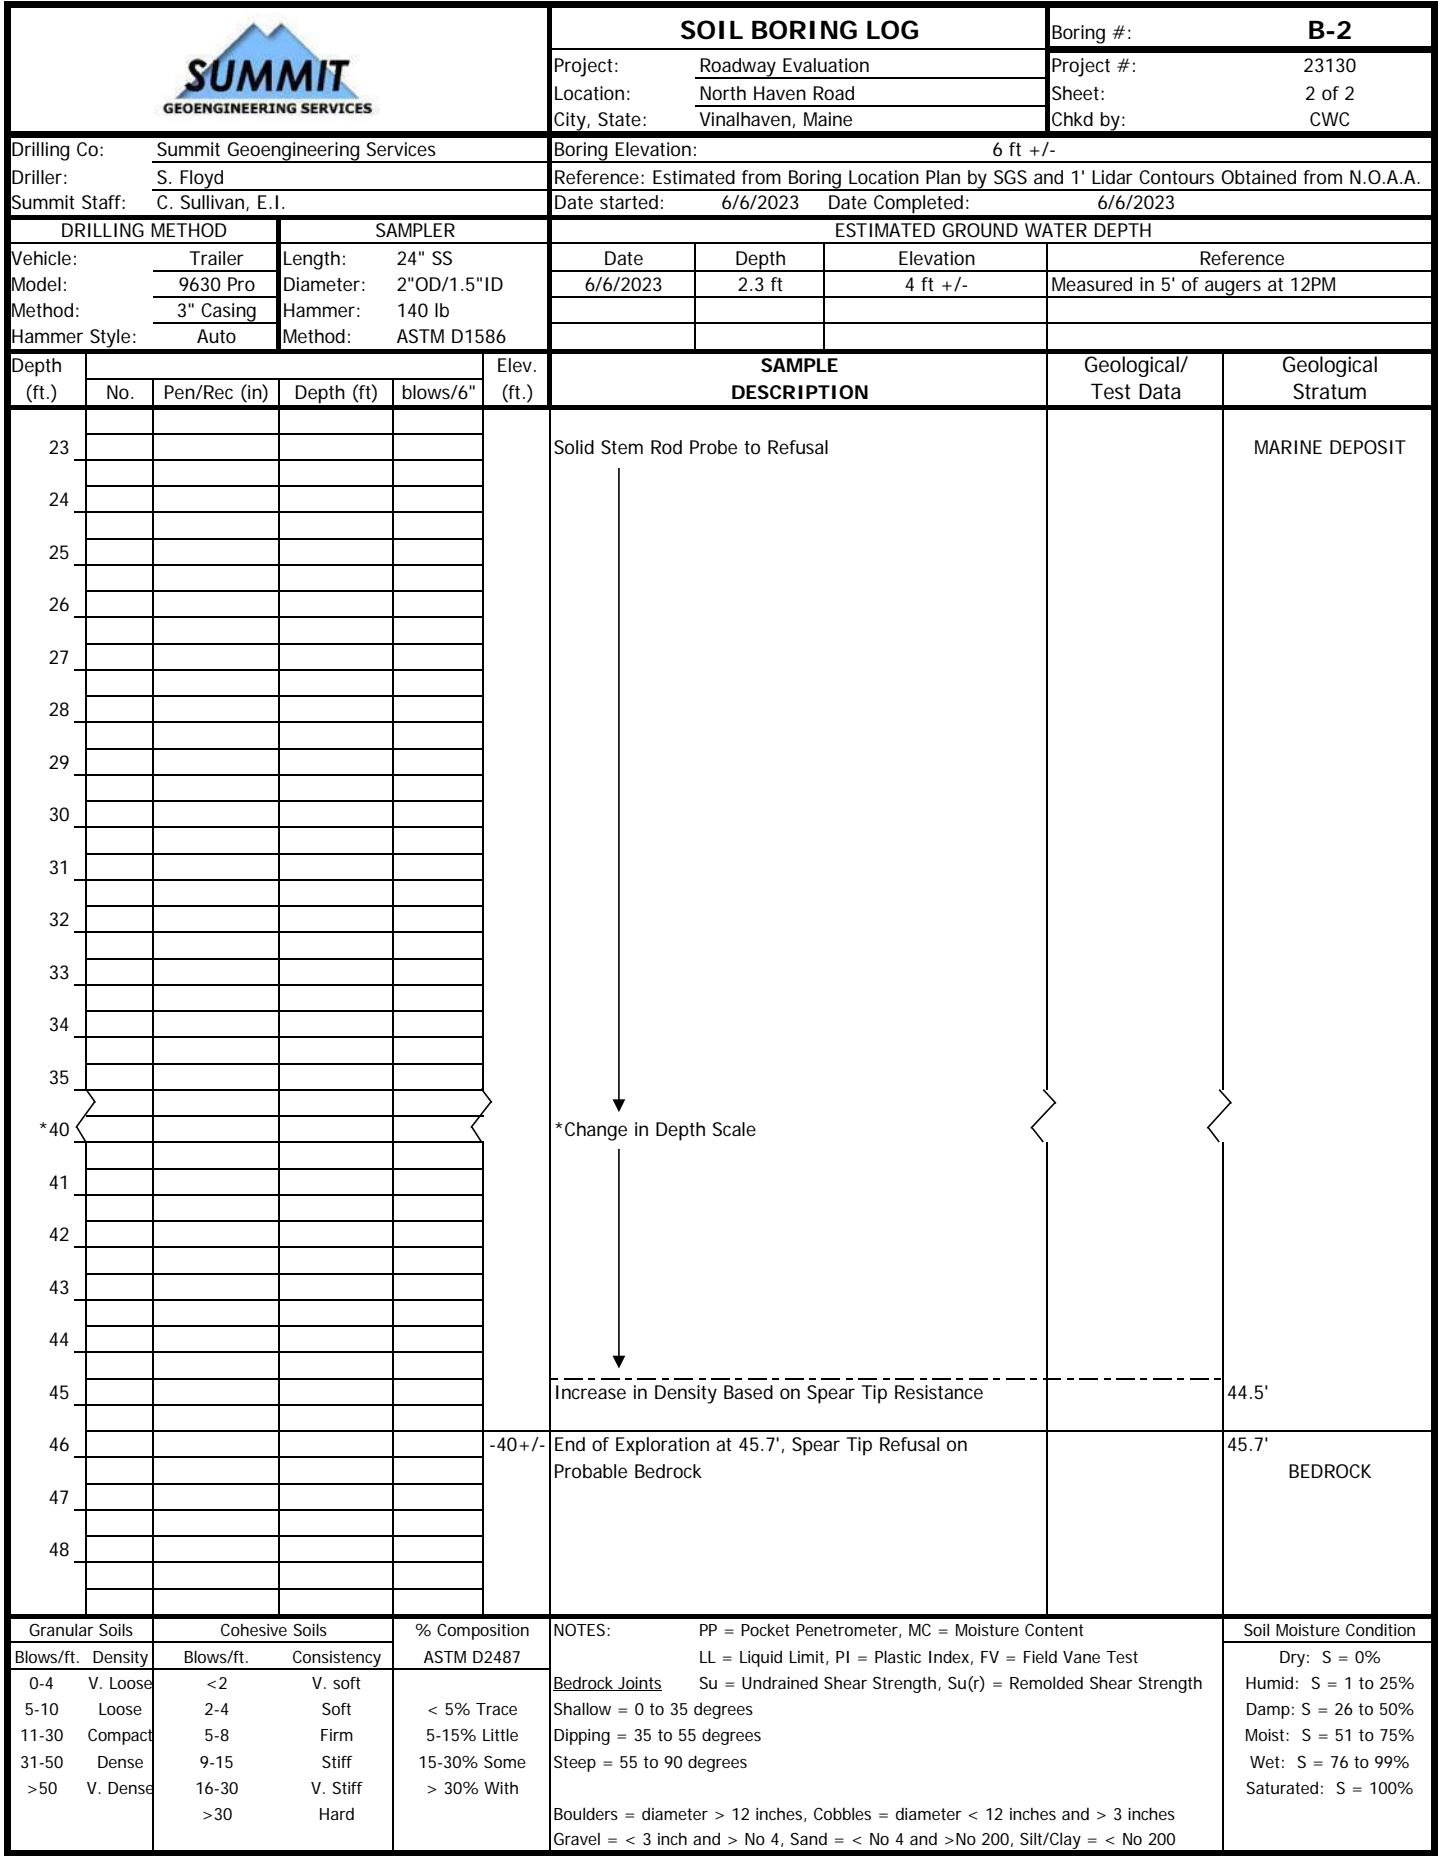 SUMMIT
GEOENGINEERING SERVICES
SOIL BORING LOG
Boring #: B-2
Project: Roadway Evaluation Project #: 23130
Location: North Haven Road Sheet: 2 of 2
City, State: Vinalhaven, Maine Chkd by: CWC
Drilling Co: Summit Geoengineering Services Boring Elevation: 6 ft +/-
Driller: S. Floyd Reference: Estimated from Boring Location Plan by SGS and 1' Lidar Contours Obtained from N.O.A.A.
Summit Staff: C. Sullivan, E.I. Date started: 6/6/2023 Date Completed: 6/6/2023
DRILLING METHOD SAMPLER ESTIMATED GROUND WATER DEPTH
Vehicle: Trailer Length: 24" SS Date Depth Elevation Reference
Model: 9630 Pro Diameter: 2"OD/1.5"ID 6/6/2023 2.3 ft 4 ft +/- Measured in 5' of augers at 12PM
Method: 3" Casing Hammer: 140 lb
Hammer Style: Auto Method: ASTM D1586
Depth Elev. SAMPLE Geological/ Geological
(ft.) No. Pen/Rec (in) Depth (ft) blows/6" (ft.) DESCRIPTION Test Data Stratum
23 Solid Stem Rod Probe to Refusal MARINE DEPOSIT
24
25
26
27
28
29
30
31
32
33
34
35
*40 *Change in Depth Scale
41
42
43
44
45 Increase in Density Based on Spear Tip Resistance 44.5'
46 -40+/- End of Exploration at 45.7', Spear Tip Refusal on 45.7'
Probable Bedrock BEDROCK
47
48
Granular Soils Cohesive Soils % Composition NOTES: PP = Pocket Penetrometer, MC = Moisture Content Soil Moisture Condition
Blows/ft. Density Blows/ft. Consistency ASTM D2487 LL = Liquid Limit, PI = Plastic Index, FV = Field Vane Test Dry: S = 0%
0-4 V. Loose <2 V. soft Bedrock Joints Su = Undrained Shear Strength, Su(r) = Remolded Shear Strength Humid: S = 1 to 25%
5-10 Loose 2-4 Soft < 5% Trace Shallow = 0 to 35 degrees Damp: S = 26 to 50%
11-30 Compact 5-8 Firm 5-15% Little Dipping = 35 to 55 degrees Moist: S = 51 to 75%
31-50 Dense 9-15 Stiff 15-30% Some Steep = 55 to 90 degrees Wet: S = 76 to 99%
>50 V. Dense 16-30 V. Stiff > 30% With Saturated: S = 100%
>30 Hard Boulders = diameter > 12 inches, Cobbles = diameter < 12 inches and > 3 inches
Gravel = < 3 inch and > No 4, Sand = < No 4 and >No 200, Silt/Clay = < No 200